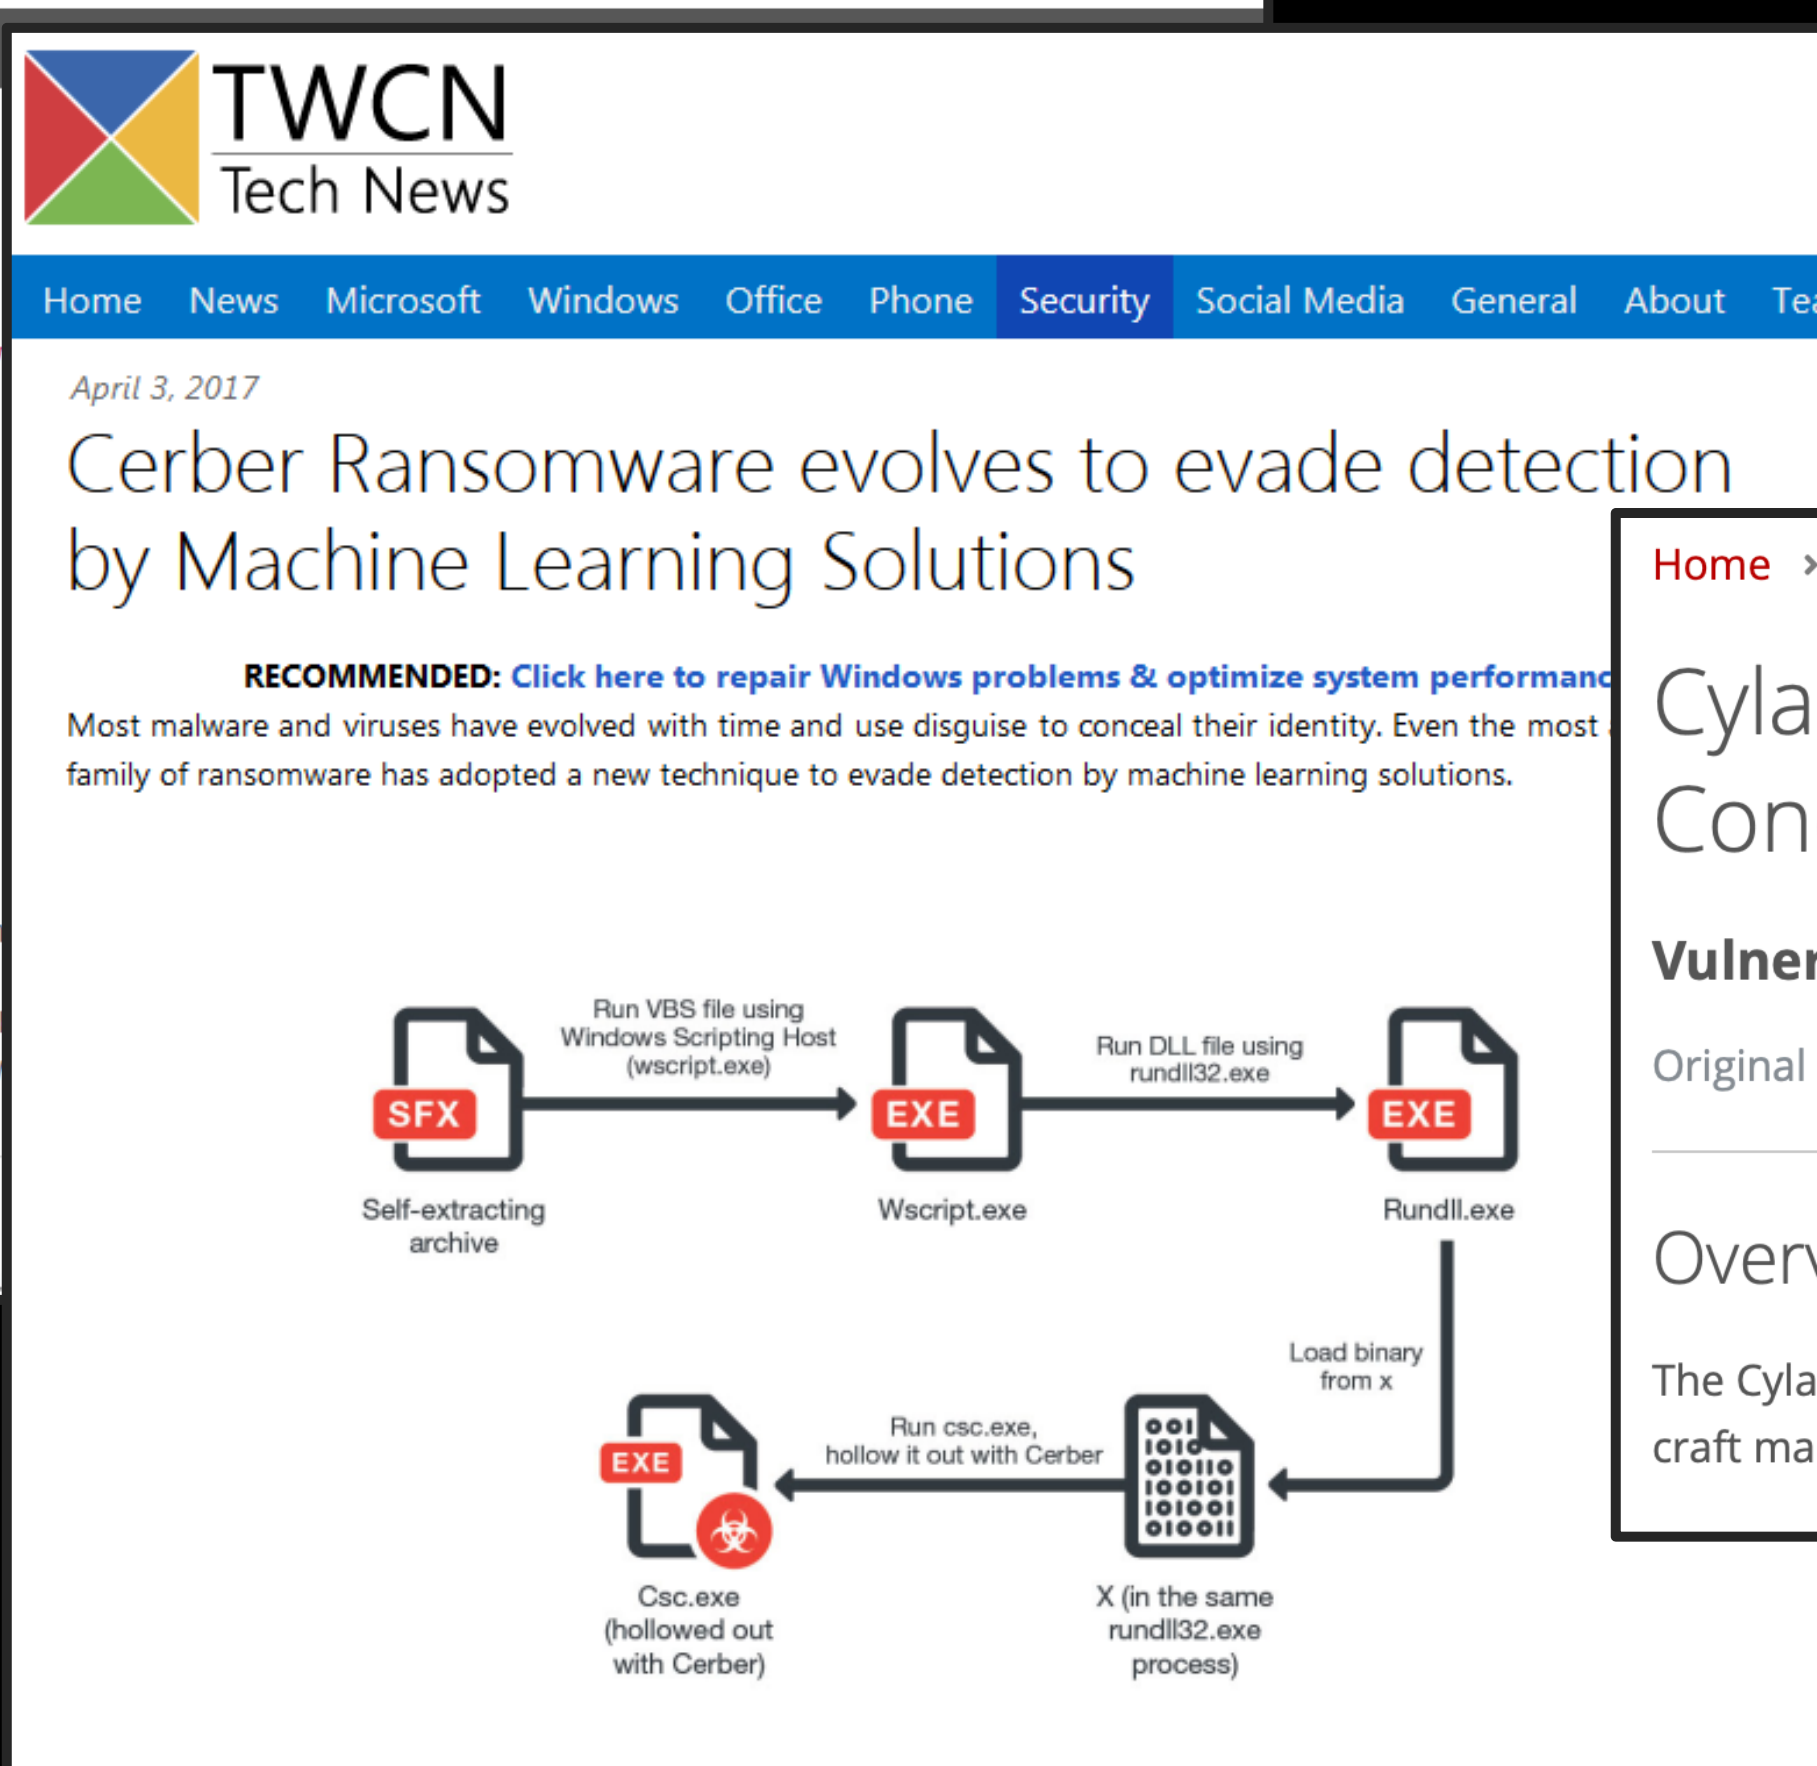 TWCN
Tech News
Home News Microsoft Windows Office Phone Security Social Media General About
April 3, 2017
Cerber Ransomware evolves to evade detection
by Machine Learning Solutions
RECOMMENDED: Click here to repair Windows problems & optimize system performanc
Most malware and viruses have evolved with time and use disguise to conceal their identity. Even the most
family of ransomware has adopted a new technique to evade detection by machine learning solutions.
Run VBS file using
Windows Scripting Host
(wscript.exe)
Run DLL file using
rundll32.exe
SFX
EXE
EXE
Self-extracting
archive
Wscript.exe
Rundll.exe
Load binary
from x
Run csc.exe,
hollow it out with Cerber
EXE
001
1010
010110
100101
101001
010011
Csc.exe
(hollowed out
with Cerber)
X (in the same
rundll32.exe
process)
Home >
Cyla
Con
Vulner
Original
Overv
The Cyla
craft ma